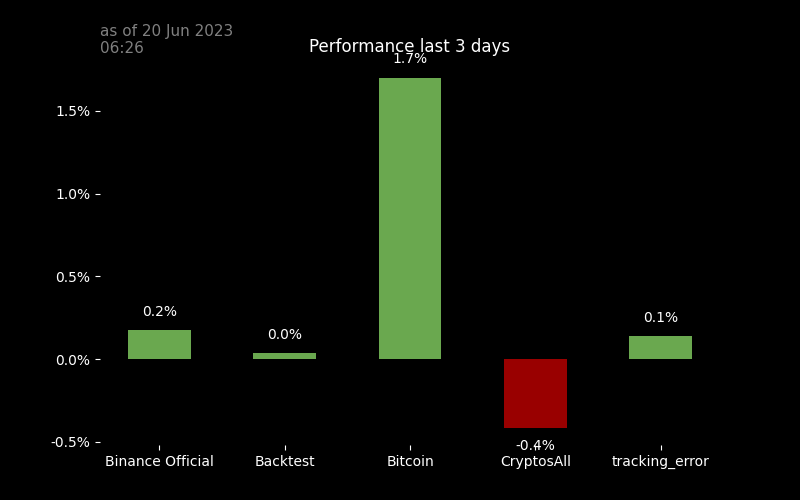 as of 20 Jun 2023
06:26
Performance last 3 days
1.7%
1.5%
1.0%
0.5%
0.2%
0.0%
0.1%
0.0%
-0.5%
-0.4%
Binance Official
Backtest
Bitcoin
CryptosAll
tracking_error